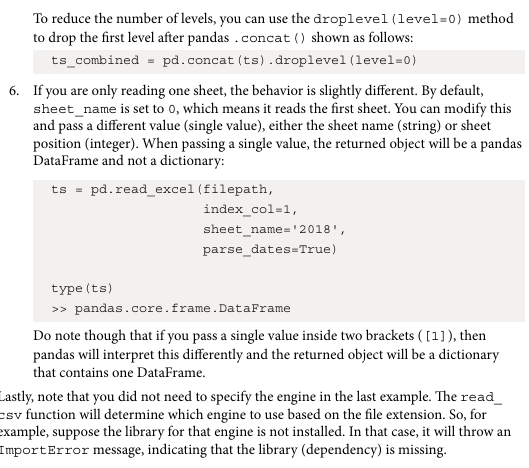 To reduce the number of levels, you can use the droplevel(level=0) method
to drop the first level after pandas .concat() shown as follows:
ts_combined = pd.concat(ts).droplevel(level=0)
6. If you are only reading one sheet, the behavior is slightly different. By default,
sheet_name is set to 0, which means it reads the first sheet. You can modify this
and pass a different value (single value), either the sheet name (string) or sheet
position (integer). When passing a single value, the returned object will be a pandas
DataFrame and not a dictionary:
ts = pd.read_excel(filepath,
index_col=1,
sheet_name='2018',
parse_dates=True)
type(ts)
>> pandas.core.frame.DataFrame
Do note though that if you pass a single value inside two brackets ([1]), then
pandas will interpret this differently and the returned object will be a dictionary
that contains one DataFrame.
Lastly, note that you did not need to specify the engine in the last example. The read_
csv function will determine which engine to use based on the file extension. So, for
example, suppose the library for that engine is not installed. In that case, it will throw an
ImportError message, indicating that the library (dependency) is missing.